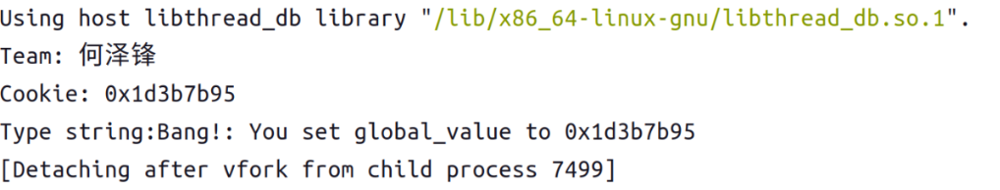 Using host libthread_db library "/lib/x86_64-linux-gnu/libthread_db.so.1".
Team: 何泽锋
Cookie: 0x1d3b7b95
Type string:Bang!: You set global_value to 0x1d3b7b95
[Detaching after vfork from child process 7499]